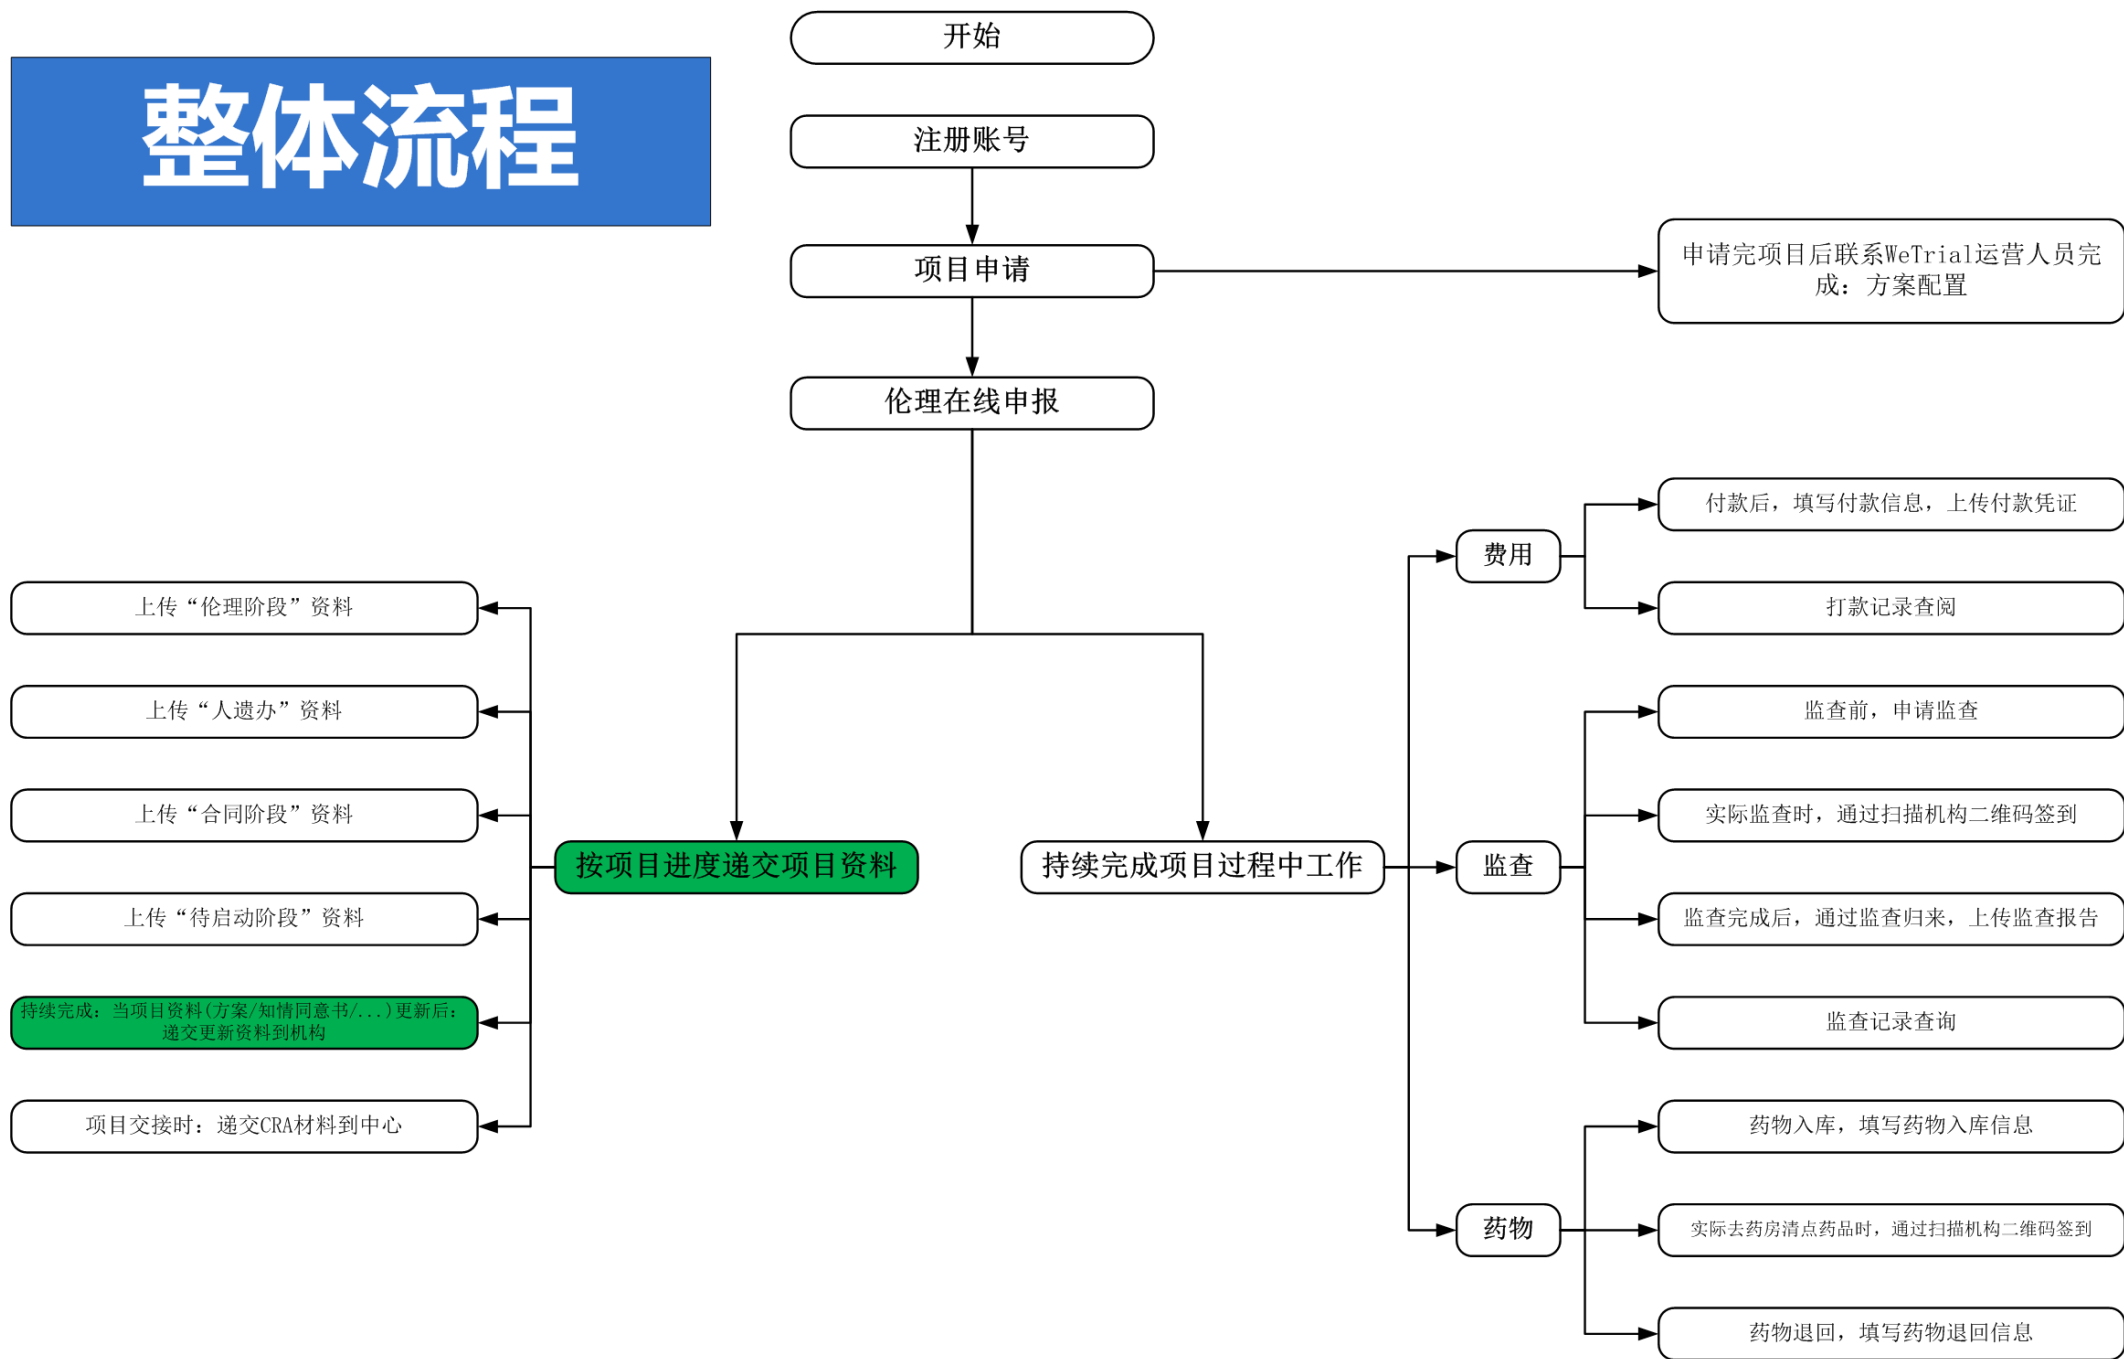 整体流程
开始
注册账号
项目申请
申请完项目后联系WeTrial运营人员完
成：方案配置
伦理在线申报
按项目进度递交项目资料
上传“伦理阶段”资料
上传“人遗办”资料
上传“合同阶段”资料
上传“待启动阶段”资料
持续完成：当项目资料(方案/知情同意书/...)更新后：
递交更新资料到机构
项目交接时：递交CRA材料到中心
持续完成项目过程中工作
费用
付款后，填写付款信息，上传付款凭证
打款记录查阅
监查
监查前，申请监查
实际监查时，通过扫描机构二维码签到
监查完成后，通过监查归来，上传监查报告
监查记录查询
药物
药物入库，填写药物入库信息
实际去药房清点药品时，通过扫描机构二维码签到
药物退回，填写药物退回信息